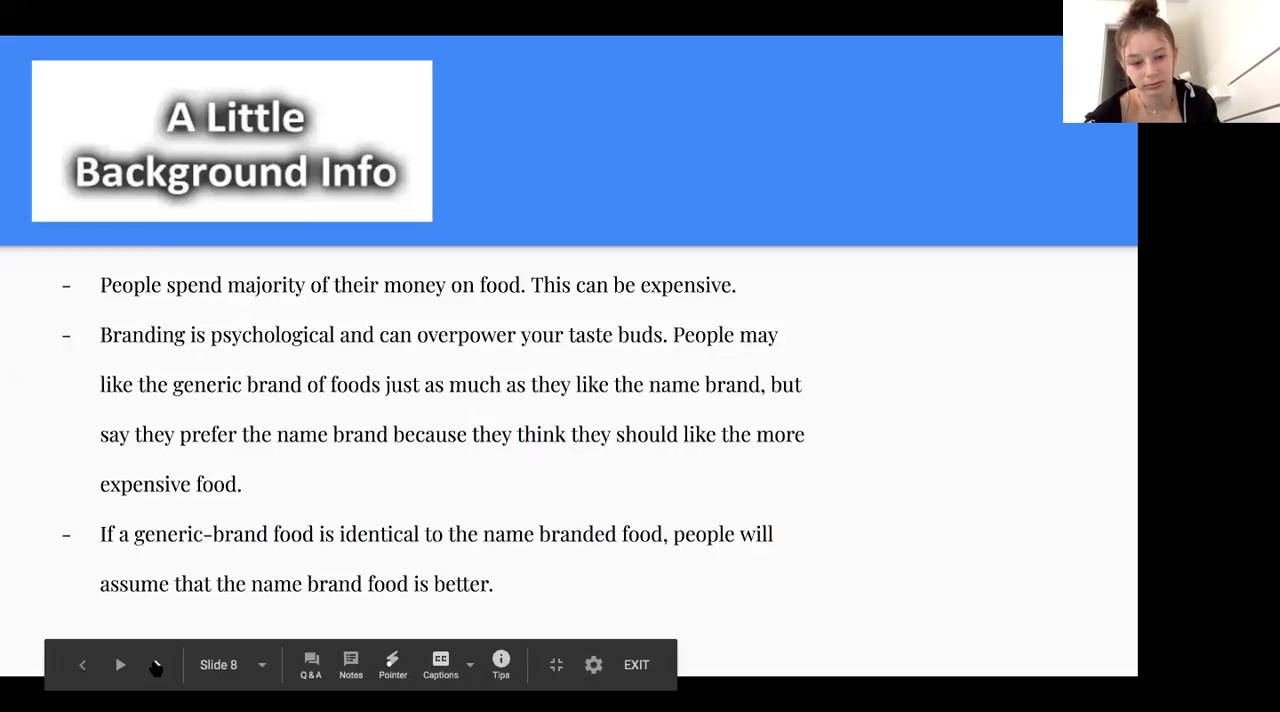 A Little
Background Info
- People spend majority of their money on food. This can be expensive.
- Branding is psychological and can overpower your taste buds. People may
like the generic brand of foods just as much as they like the name brand, but
say they prefer the name brand because they think they should like the more
expensive food.
- If a generic-brand food is identical to the name branded food, people will
assume that the name brand food is better.
Slide 8
Q&A
Notes
Pointer
CC
Captions
Tips
EXIT